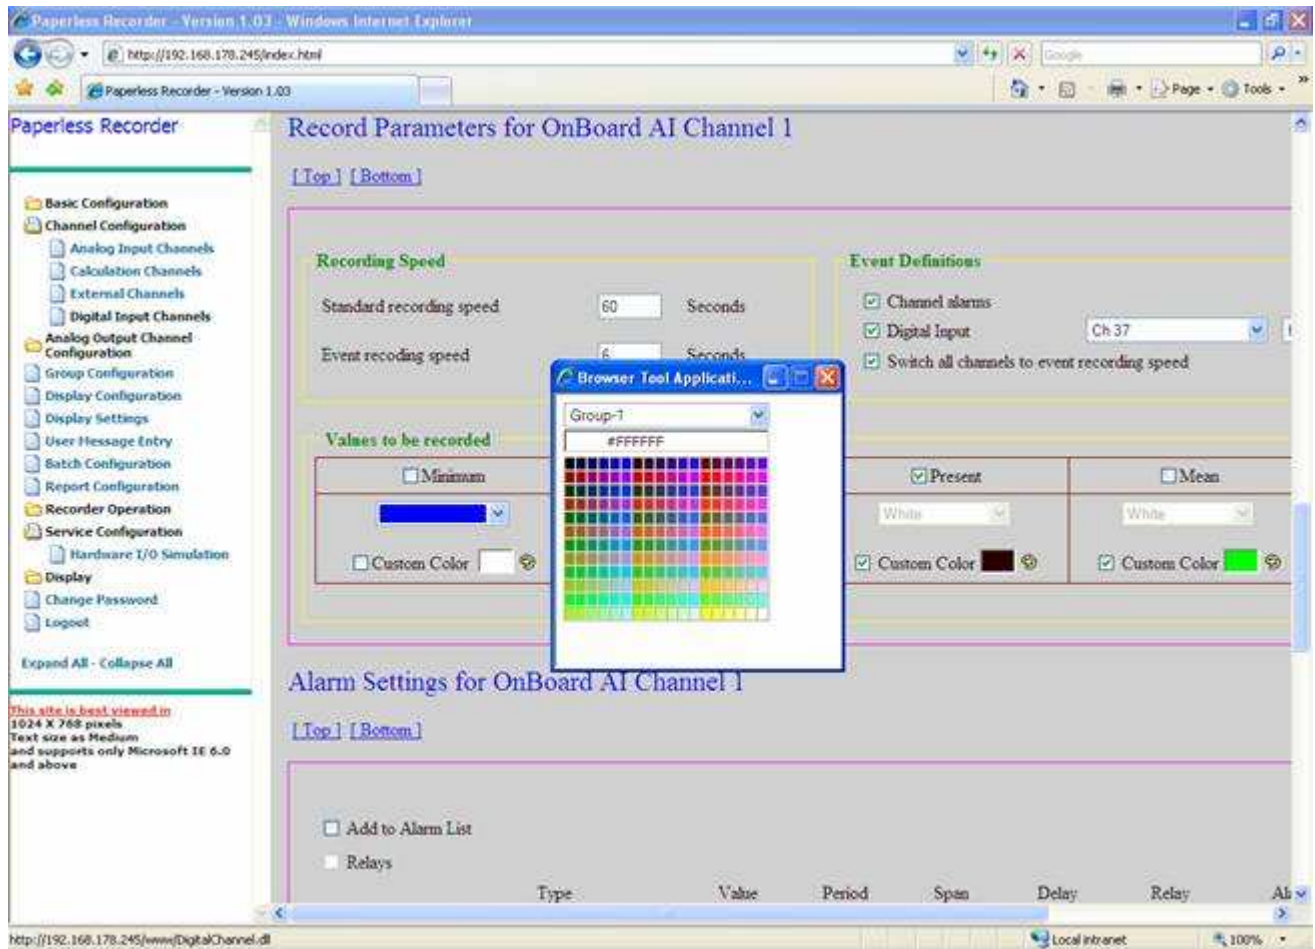 Paperless Recorder - Version 1.03 - Windows Internet Explorer
http://192.168.178.245/index.html
Google
Paperless Recorder - Version 1.03
Page
Tools
Paperless Recorder
Basic Configuration
Channel Configuration
Analog Input Channels
Calculation Channels
External Channels
Digital Input Channels
Analog Output Channel
Configuration
Group Configuration
Display Configuration
Display Settings
User Message Entry
Batch Configuration
Report Configuration
Recorder Operation
Service Configuration
Hardware I/O Simulation
Display
Change Password
Logout
Expand All - Collapse All
This site is best viewed in
1024 X 768 pixels
Text size as Medium
and supports only Microsoft IE 6.0
and above
Record Parameters for OnBoard AI Channel 1
[ Top ] [ Bottom ]
Recording Speed
Standard recording speed 60 Seconds
Event recoding speed 6 Seconds
Event Definitions
Channel alarms
Digital Input Ch 37
Switch all channels to event recording speed
Browser Tool Applicati...
Group-1
#FFFFFF
Values to be recorded
Minimum Present Mean
White White
Custom Color Custom Color Custom Color
Alarm Settings for OnBoard AI Channel 1
[ Top ] [ Bottom ]
Add to Alarm List
Relays
Type Value Period Span Delay Relay
http://192.168.178.245/www/DigitalChannel.dl
Local intranet
100%